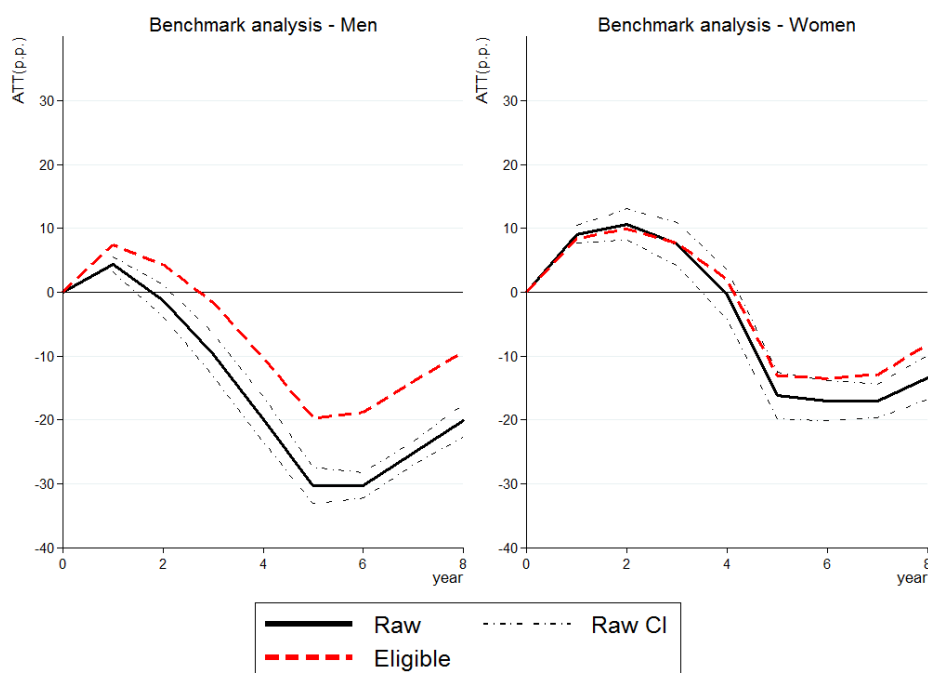 Benchmark analysis - Men
ATT(p.p.)
30
20
10
0
-10
-20
-30
-40
0 2 4 6 8
year
Benchmark analysis - Women
ATT(p.p.)
30
20
10
0
-10
-20
-30
-40
0 2 4 6 8
year
Raw Raw CI
Eligible